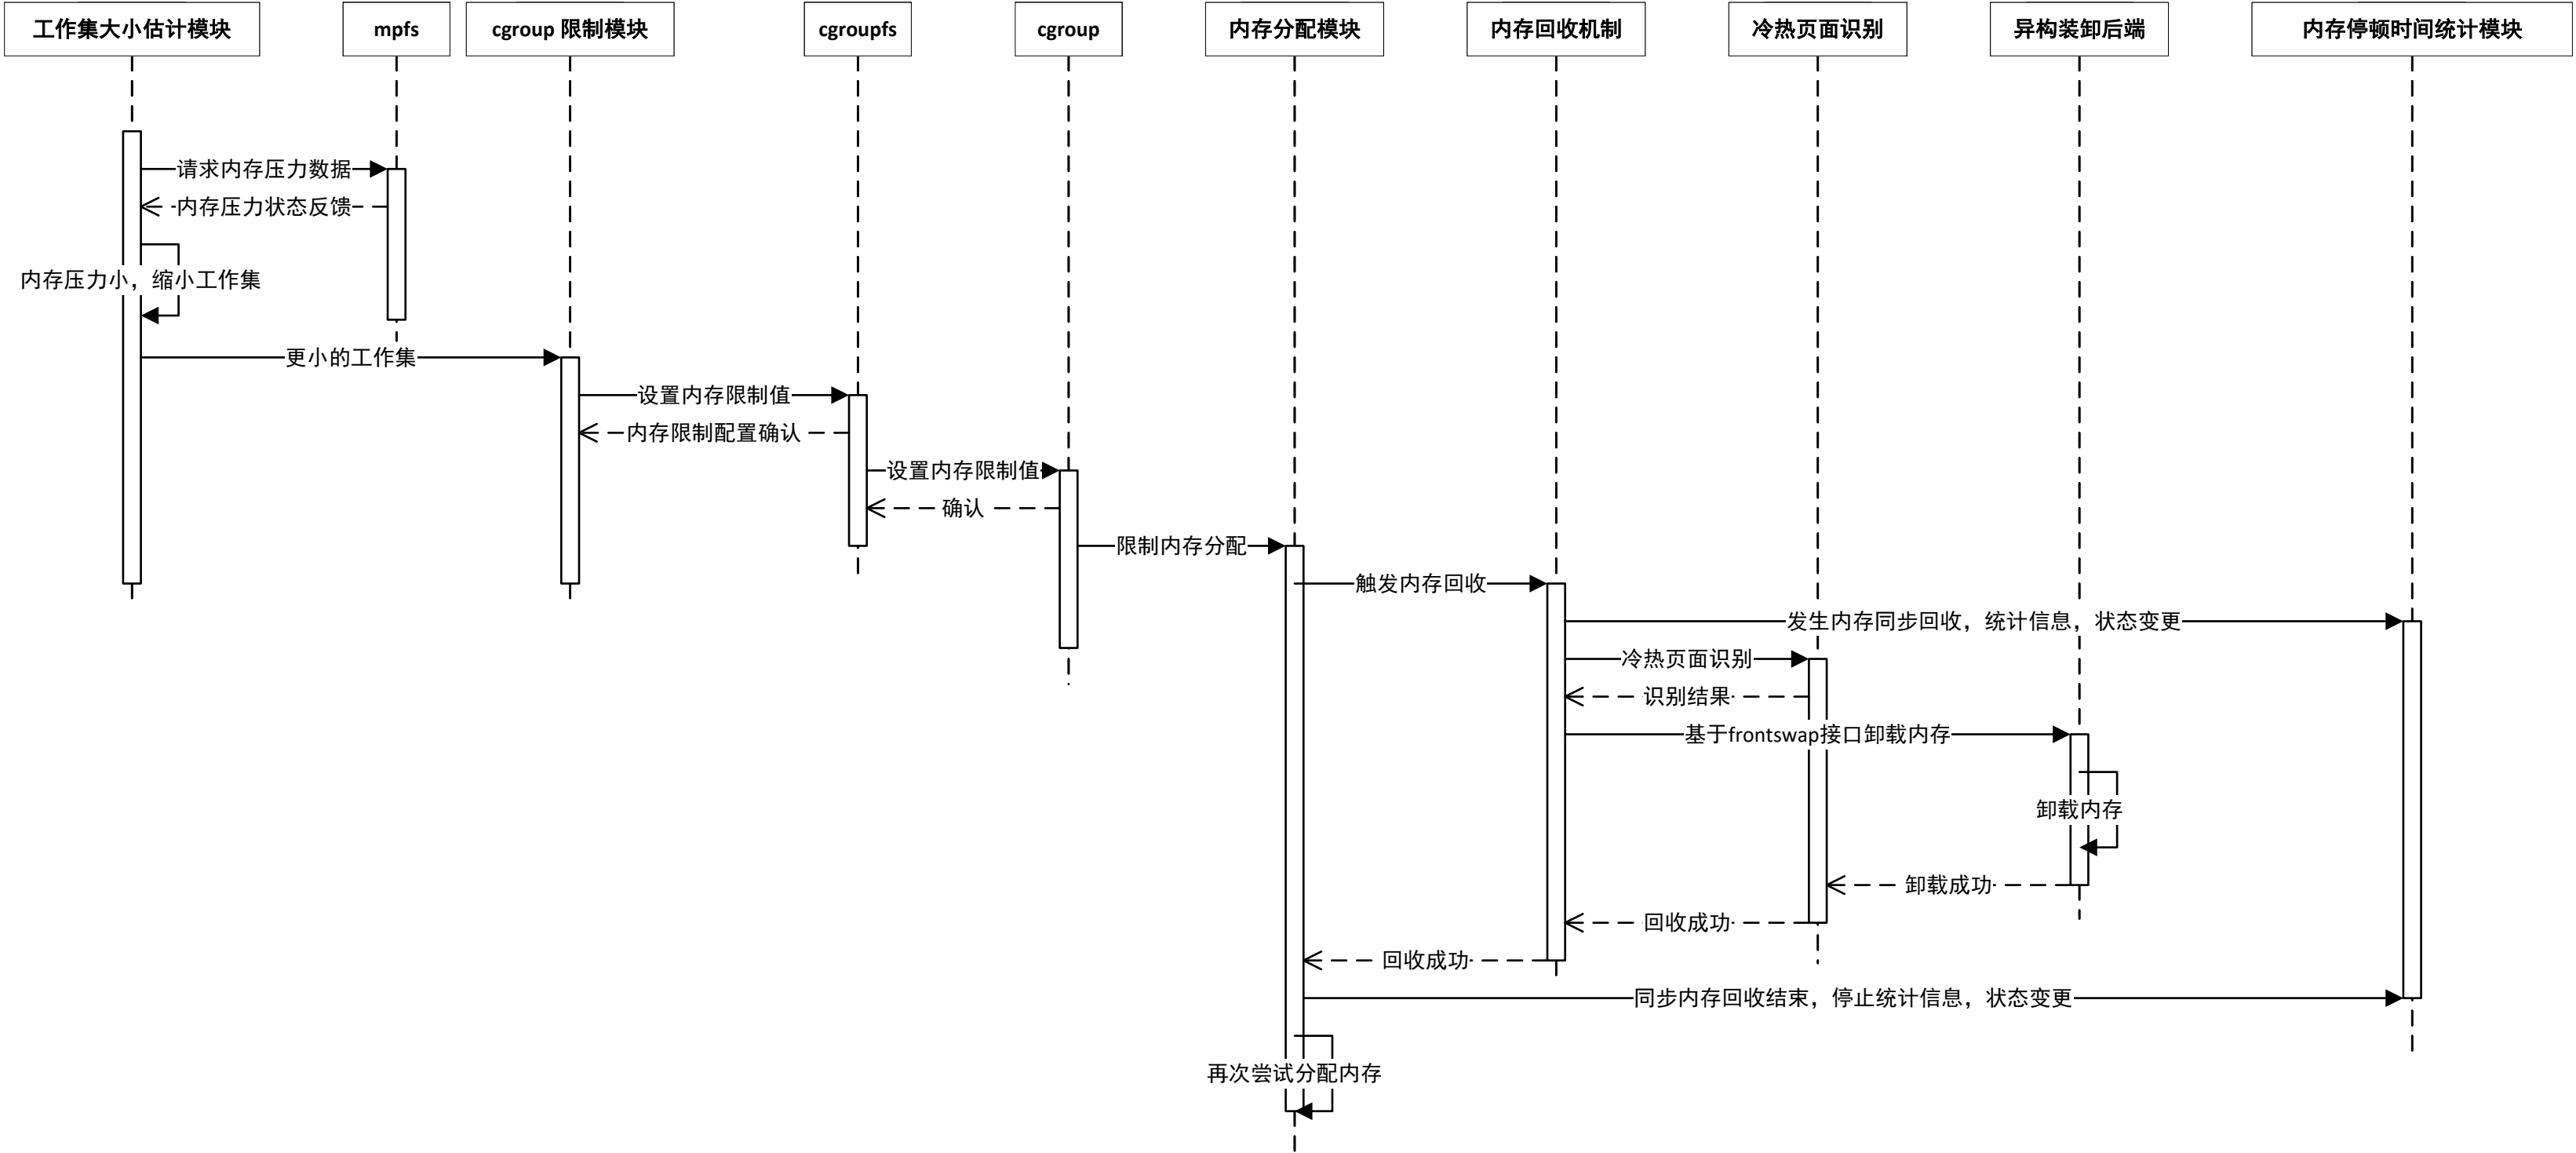 工作集大小估计模块
mpfs
cgroup 限制模块
cgroupfs
cgroup
内存分配模块
内存回收机制
冷热页面识别
异构装卸后端
内存停顿时间统计模块
请求内存压力数据
内存压力状态反馈
内存压力小，缩小工作集
更小的工作集
设置内存限制值
内存限制配置确认
设置内存限制值
确认
限制内存分配
触发内存回收
发生内存同步回收，统计信息，状态变更
冷热页面识别
识别结果
基于frontswap接口卸载内存
卸载内存
卸载成功
回收成功
回收成功
同步内存回收结束，停止统计信息，状态变更
再次尝试分配内存